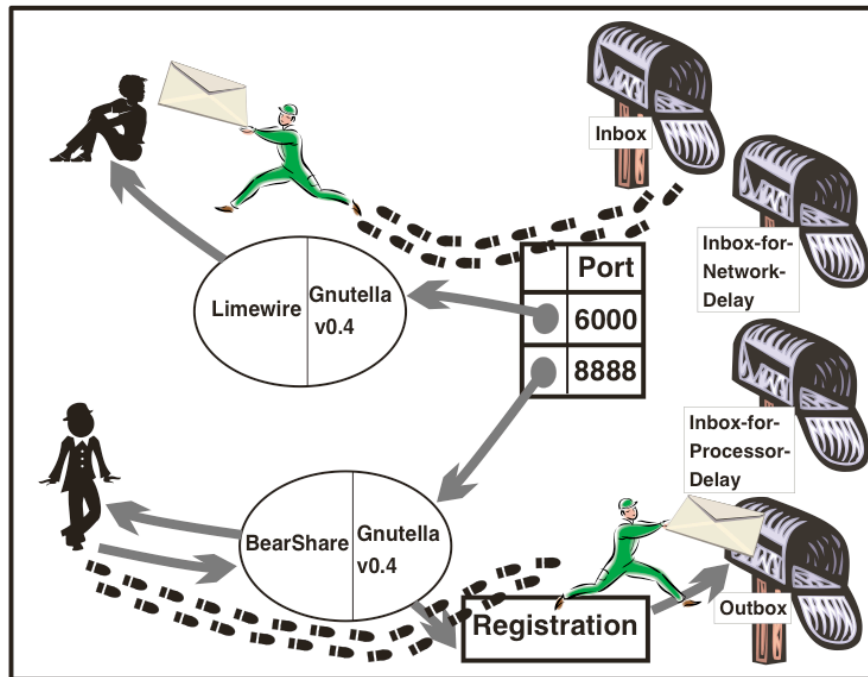 Inbox
Inbox-for-
Network-
Delay
Port
Limewire
Gnutella
v0.4
6000
8888
Inbox-for-
Processor-
Delay
BearShare
Gnutella
v0.4
Registration
Outbox